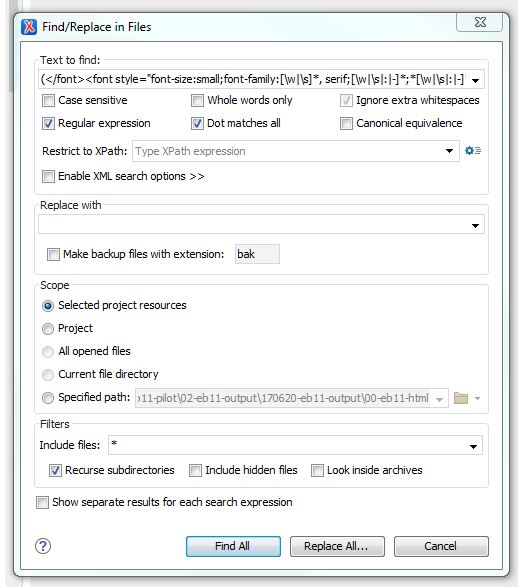 Find/Replace in Files
Text to find:
(</font><font style="font-size:small;font-family:[\w|\s]*, serif;[\w|\s|:|-]*;*[\w|\s|:|-]
Case sensitive Whole words only Ignore extra whitespaces
Regular expression Dot matches all Canonical equivalence
Restrict to XPath: Type XPath expression
Enable XML search options >>
Replace with
Make backup files with extension: bak
Scope
Selected project resources
Project
All opened files
Current file directory
Specified path: 11-pilot\02-eb11-output\170620-eb11-output\00-eb11-html
Filters
Include files: *
Recurse subdirectories Include hidden files Look inside archives
Show separate results for each search expression
? Find All Replace All... Cancel